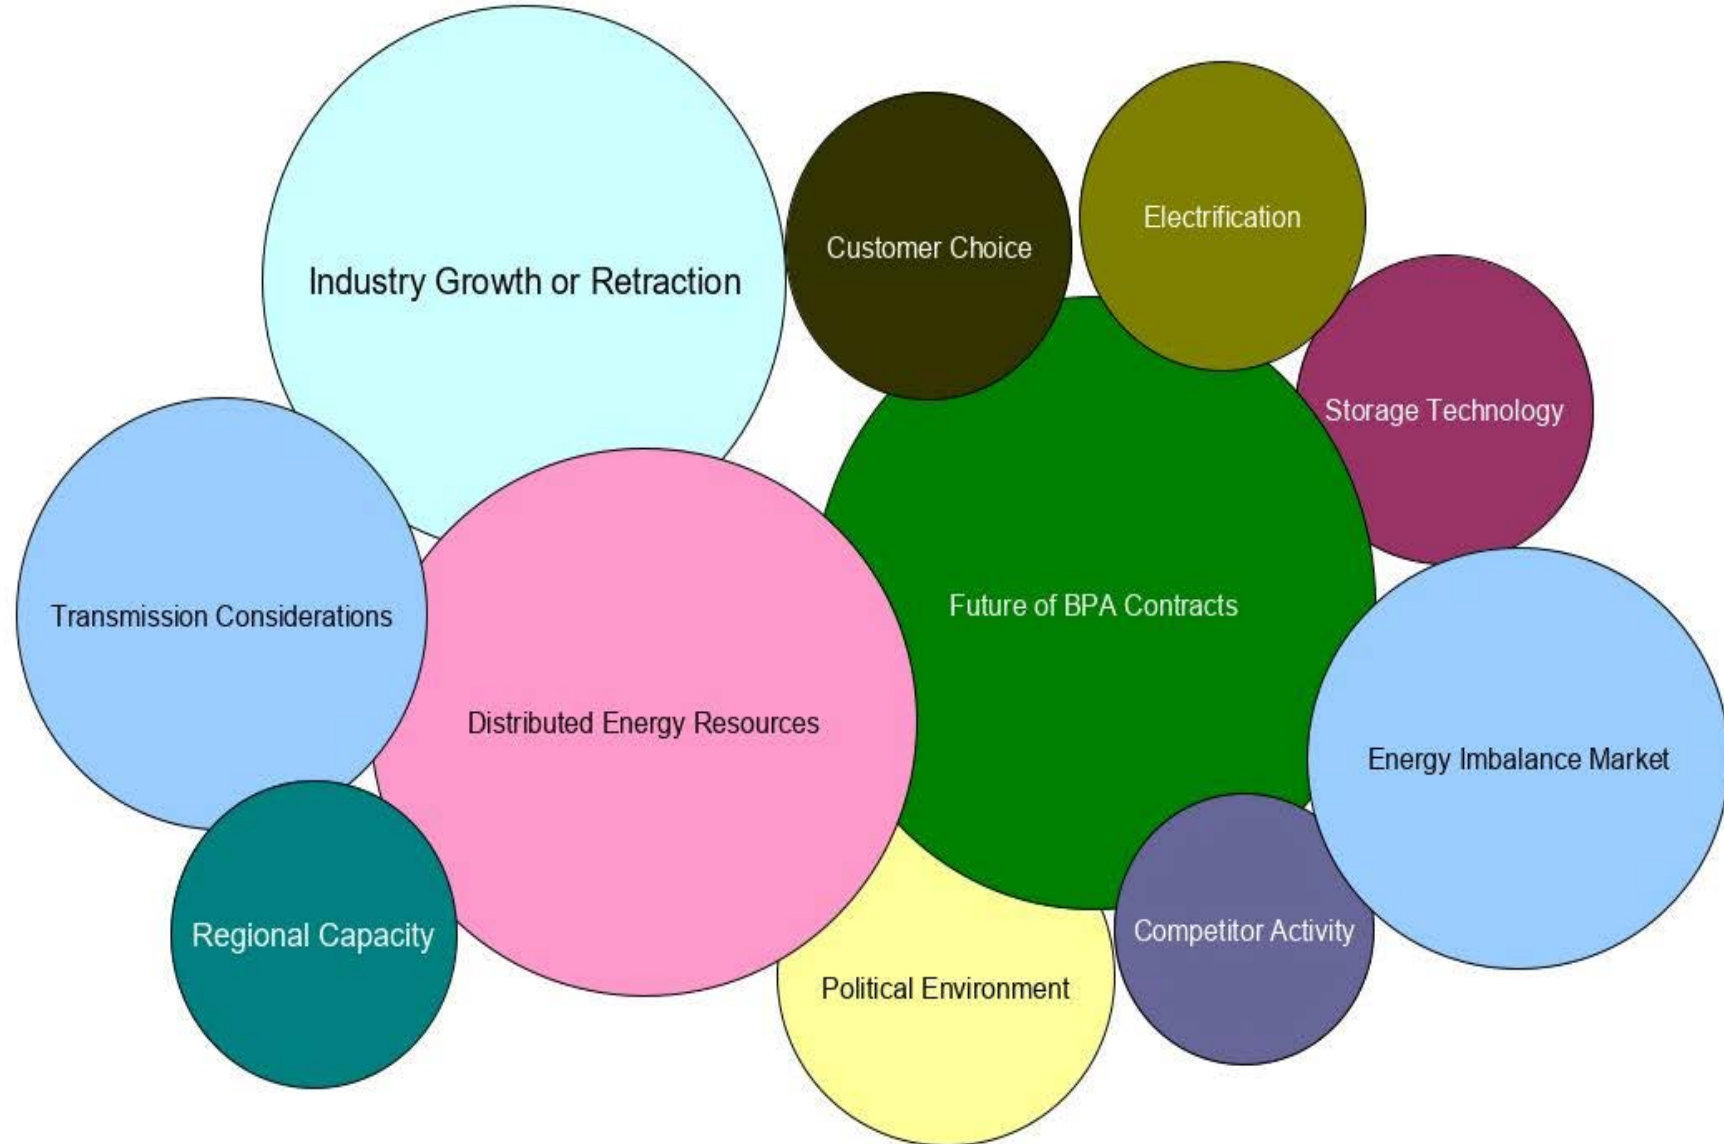 Electrification
Customer Choice
Industry Growth or Retraction
Storage Technology
Future of BPA Contracts
Transmission Considerations
Distributed Energy Resources
Energy Imbalance Market
Competitor Activity
Regional Capacity
Political Environment